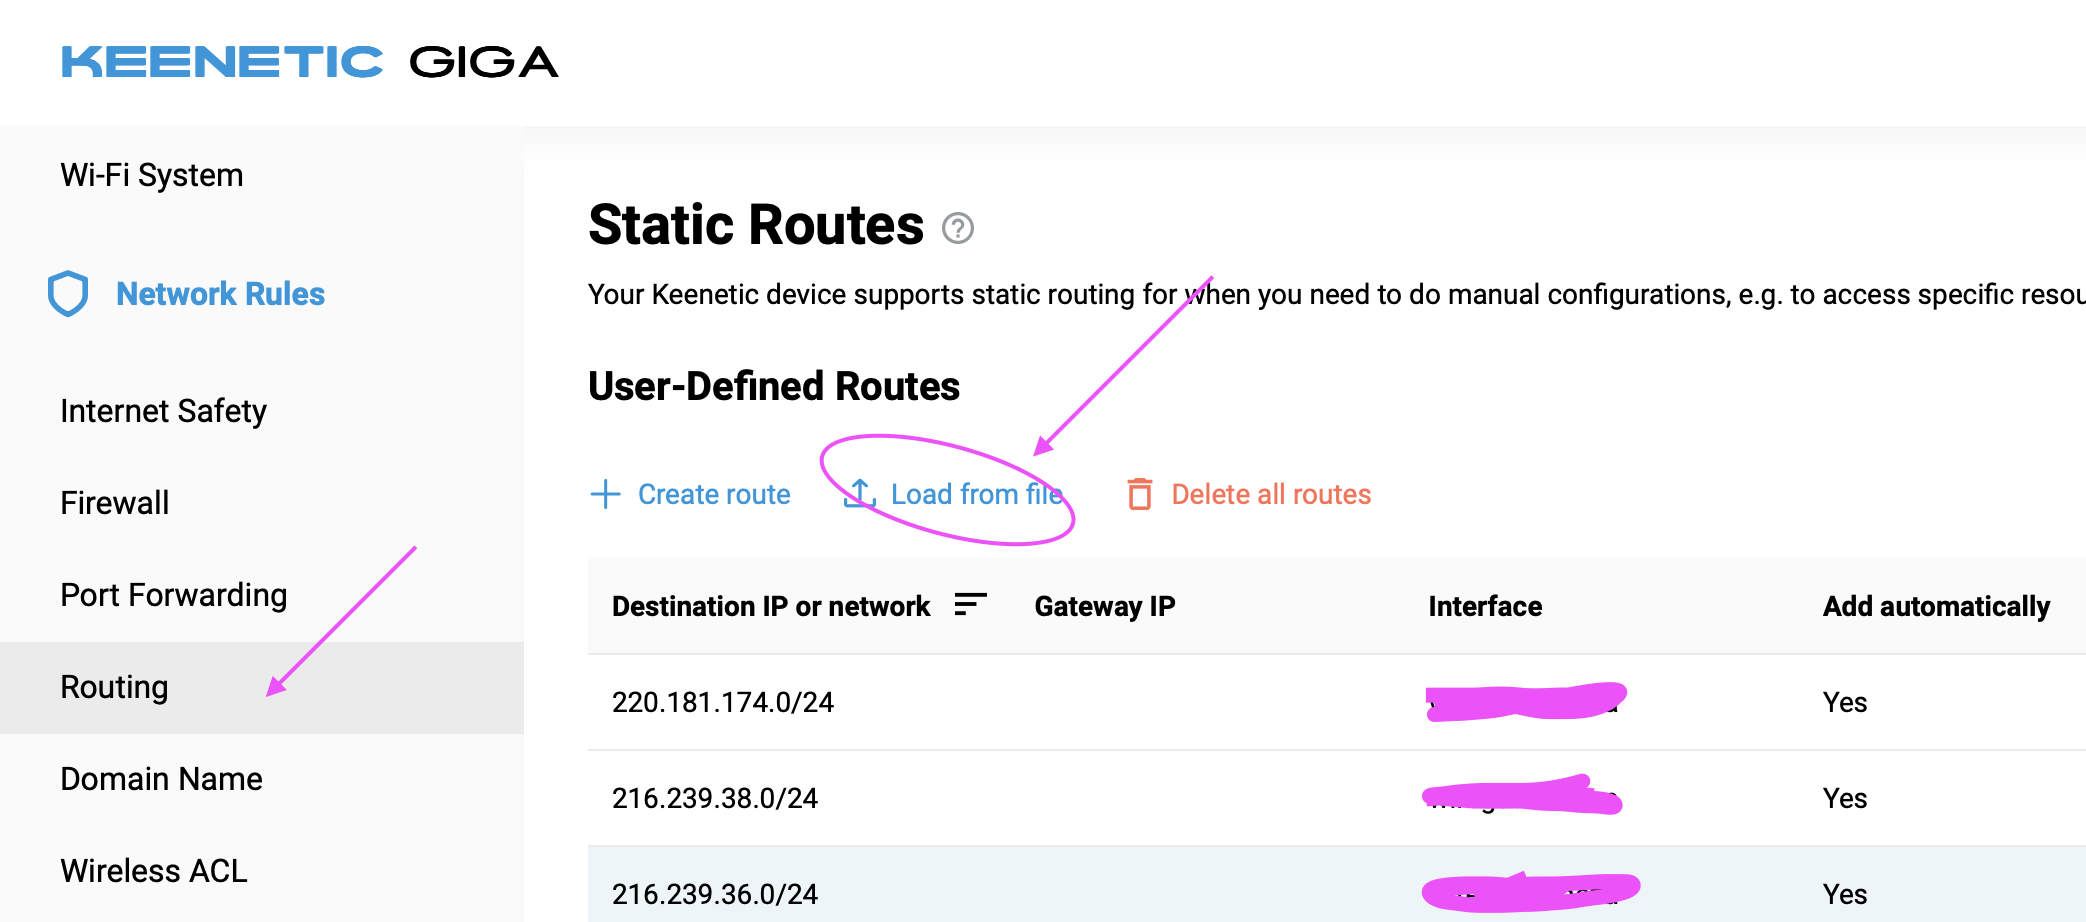 KEENETIC GIGA
Wi-Fi System
Network Rules
Internet Safety
Firewall
Port Forwarding
Routing
Domain Name
Wireless ACL
Static Routes
Your Keenetic device supports static routing for when you need to do manual configurations, e.g. to access specific resou
User-Defined Routes
Create route Load from file Delete all routes
Destination IP or network Gateway IP Interface Add automatically
220.181.174.0/24 Yes
216.239.38.0/24 Yes
216.239.36.0/24 Yes